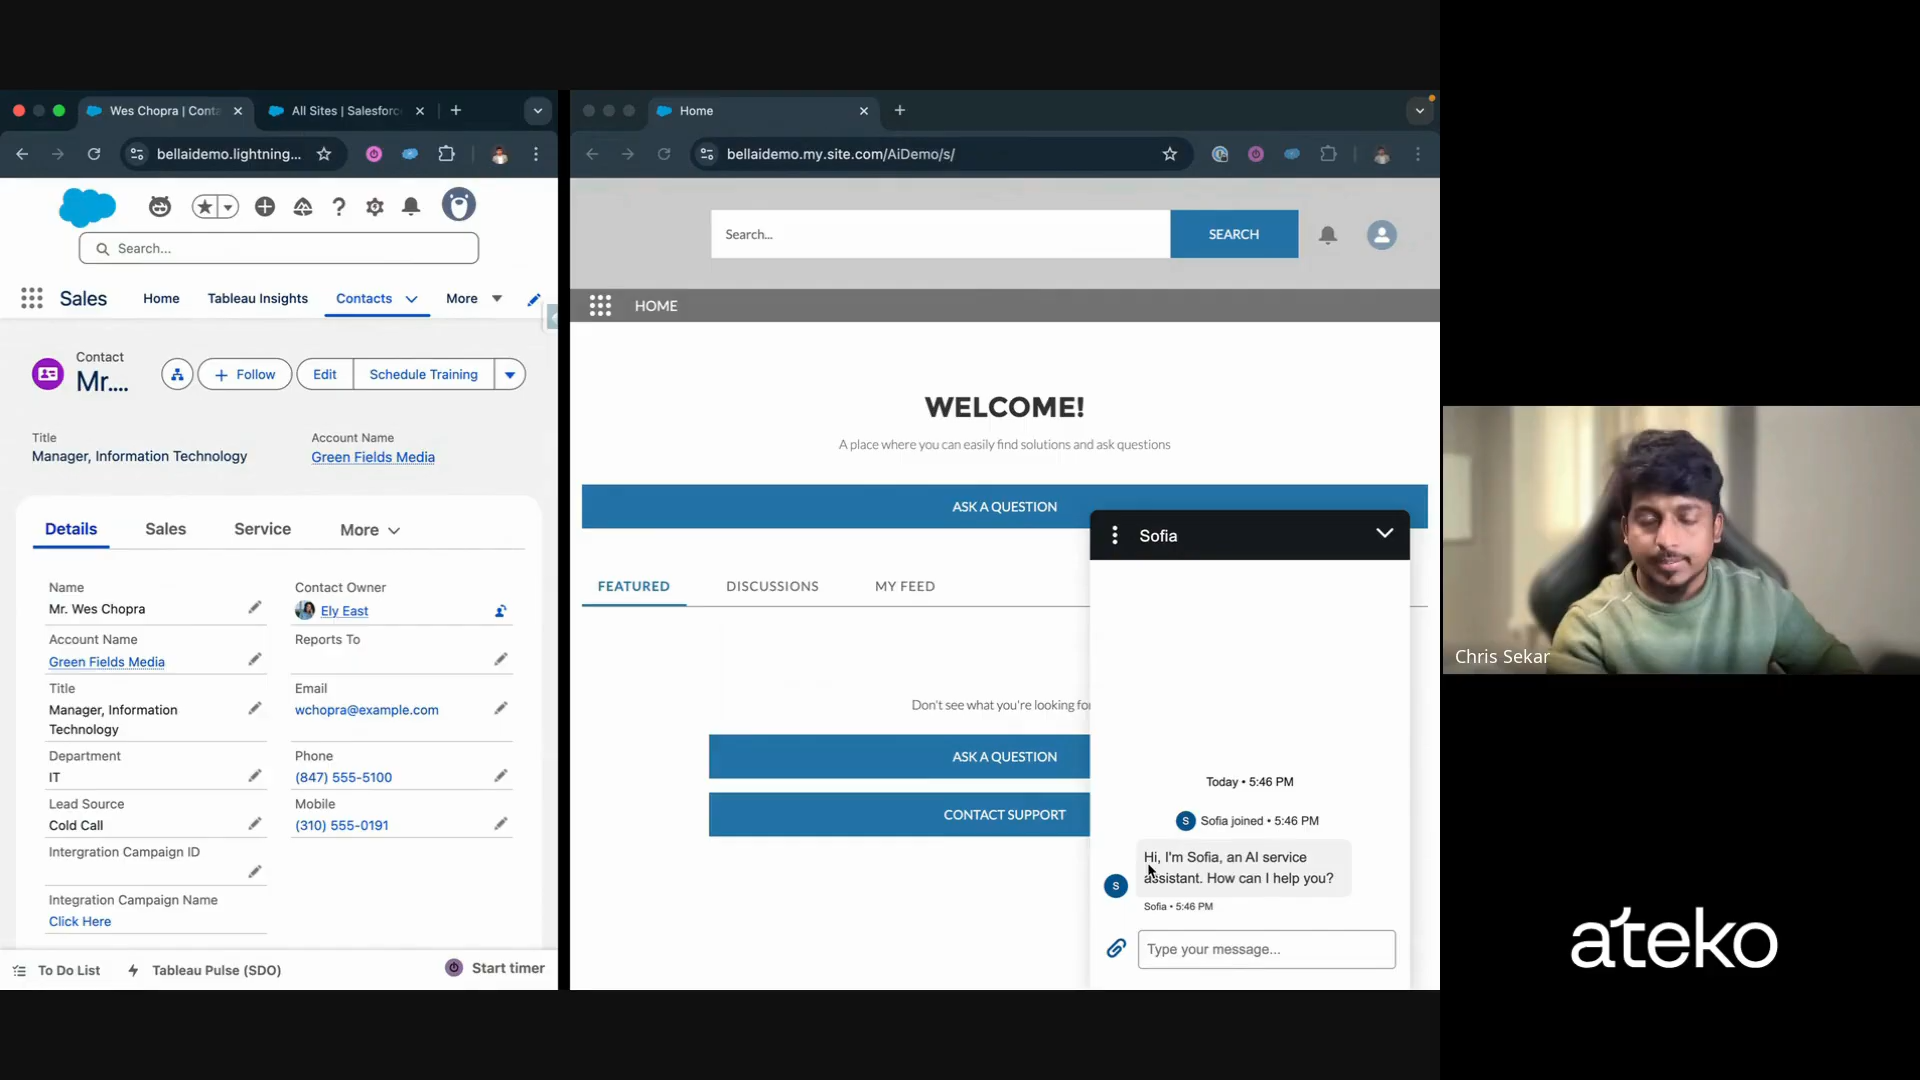 Wes Chopra | Conta
All Sites | Salesforc
bellaidemo.lightning...
Search...
Sales
Home
Tableau Insights
Contacts
More
Contact
Mr....
Follow
Edit
Schedule Training
Title
Manager, Information Technology
Account Name
Green Fields Media
Details
Sales
Service
More
Name
Mr. Wes Chopra
Contact Owner
Ely East
Account Name
Green Fields Media
Reports To
Title
Manager, Information
Technology
Email
wchopra@example.com
Department
IT
Phone
(847) 555-5100
Lead Source
Cold Call
Mobile
(310) 555-0191
Intergration Campaign ID
Integration Campaign Name
Click Here
To Do List
Tableau Pulse (SDO)
Start timer
Home
bellaidemo.my.site.com/AiDemo/s/
Search...
SEARCH
HOME
WELCOME!
A place where you can easily find solutions and ask questions
ASK A QUESTION
FEATURED
DISCUSSIONS
MY FEED
Don't see what you're looking for
ASK A QUESTION
CONTACT SUPPORT
Sofia
Today • 5:46 PM
S
Sofia joined • 5:46 PM
Hi, I'm Sofia, an AI service
assistant. How can I help you?
S
Sofia • 5:46 PM
Type your message...
Chris Sekar
ateko